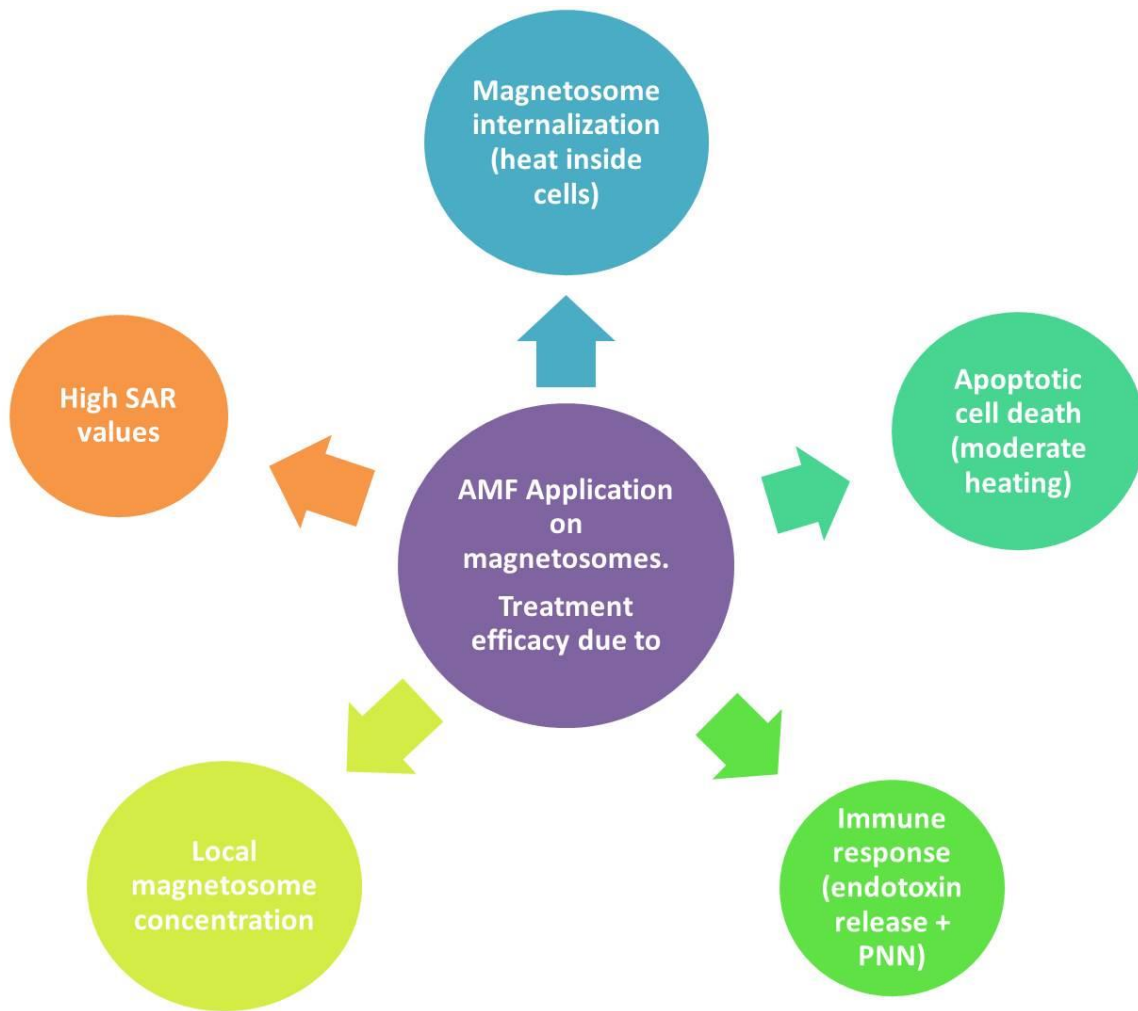 Magnetosome
internalization
(heat inside
cells)
High SAR
values
Apoptotic
cell death
(moderate
heating)
AMF Application
on
magnetosomes.
Treatment
efficacy due to
Local
magnetosome
concentration
Immune
response
(endotoxin
release +
PNN)